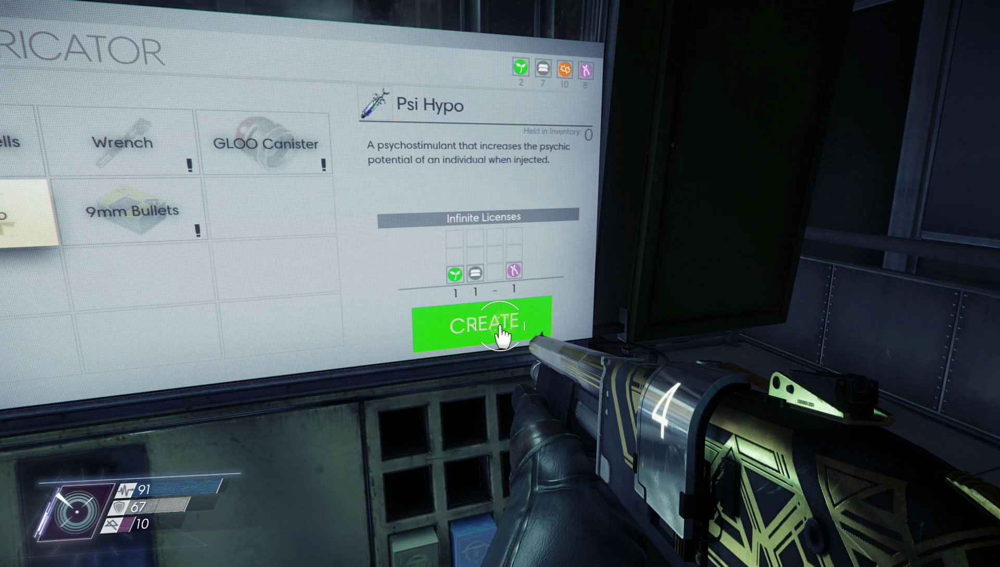 RICATOR
2 7 10 8
Psi Hypo
Held in Inventory: 0
A psychostimulant that increases the psychic
potential of an individual when injected.
ells
Wrench
!
GLOO Canister
!
o
9mm Bullets
!
Infinite Licenses
1 1 - 1
CREATE
4
91
67
10